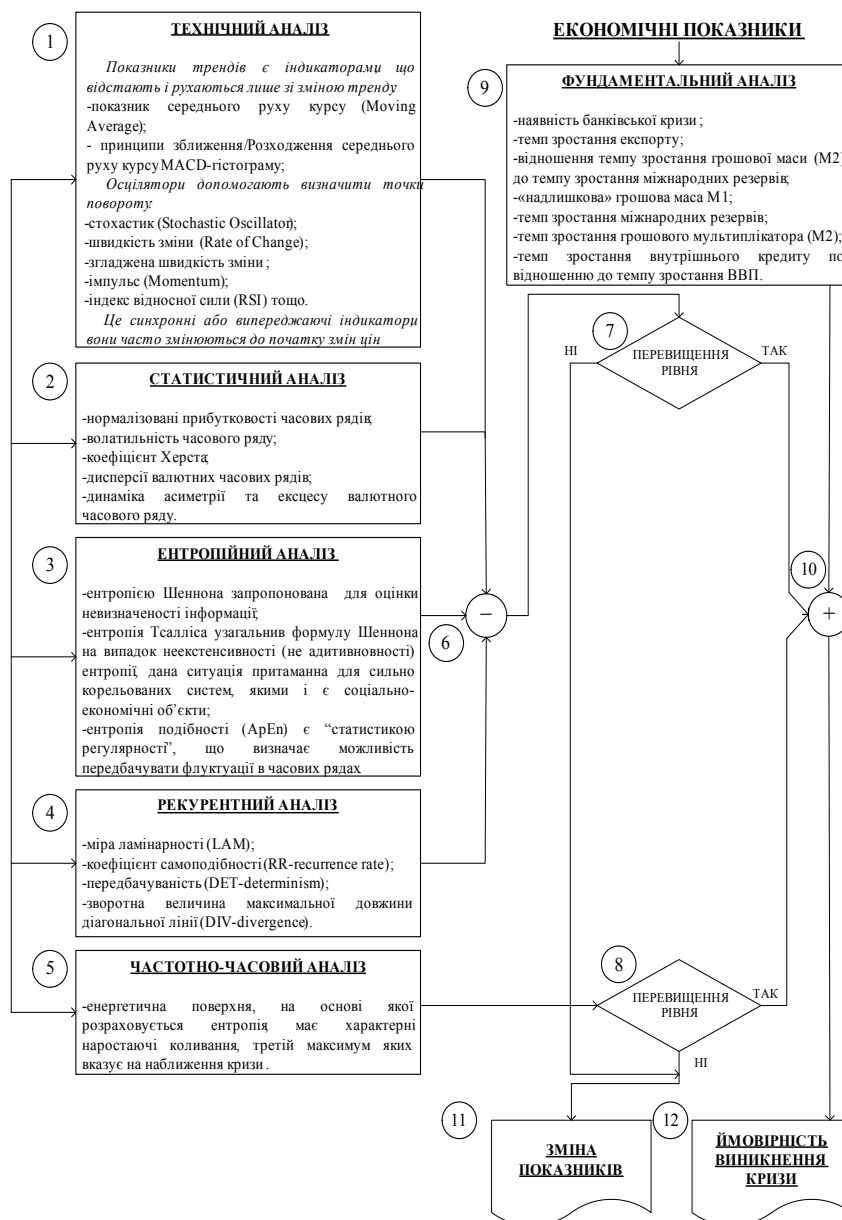 1
ТЕХНІЧНИЙ АНАЛІЗ
Показники трендів є індикаторами що
відстають і рухаються лише зі зміною тренду
-показник середнього руху курсу (Moving
Average);
- принципи зближення/Розходження середнього
руху курсу MACD-гістограму;
Осцілятори допомогають визначити точки
повороту:
-стохастик (Stochastic Oscillator);
-швидкість зміни (Rate of Change);
-згладжена швидкість зміни;
-імпульс (Momentum);
-індекс відносної сили (RSI) тощо.
Це синхронні або випереджаючі індикатори
вони часто змінюються до початку змін цін
2
СТАТИСТИЧНИЙ АНАЛІЗ
-нормалізовані прибутковості часових рядів;
-волатильність часового ряду;
-коефіцієнт Херста;
-дисперсії валютних часових рядів;
-динаміка асиметрії та ексцесу валютного
часового ряду.
3
ЕНТРОПІЙНИЙ АНАЛІЗ
-ентропією Шеннона запропонована для оцінки
невизначеності інформації;
-ентропія Тсалліса узагальнив формулу Шеннона
на випадок неекстенсивності (не адитивновності)
ентропії, дана ситуація притаманна для сильно
корельованих систем, якими і є соціально-
економічні об’єкти;
-ентропія подібності (ApEn) є “статистикою
регулярності”, що визначає можливість
передбачувати флуктуації в часових рядах
4
РЕКУРЕНТНИЙ АНАЛІЗ
-міра ламінарності (LAM);
-коефіцієнт самоподібності (RR-recurrence rate);
-передбачуваність (DET-determinism);
-зворотна величина максимальної довжини
діагональної лінії (DIV-divergence).
5
ЧАСТОТНО-ЧАСОВИЙ АНАЛІЗ
-енергетична поверхня, на основі якої
розраховується ентропія, має характерні
наростаючі коливання, третій максимум яких
вказує на наближення кризи.
6
−
ЕКОНОМІЧНІ ПОКАЗНИКИ
9
ФУНДАМЕНТАЛЬНИЙ АНАЛІЗ
-наявність банківської кризи;
-темп зростання експорту;
-відношення темпу зростання грошової маси (М2)
до темпу зростання міжнародних резервів;
-«надлишкова» грошова маса М1;
-темп зростання міжнародних резервів;
-темп зростання грошового мультиплікатора (М2);
-темп зростання внутрішнього кредиту по
відношенню до темпу зростання ВВП.
7
НІ
ПЕРЕВИЩЕННЯ
РІВНЯ
ТАК
10
+
8
ПЕРЕВИЩЕННЯ
РІВНЯ
ТАК
НІ
11
ЗМІНА
ПОКАЗНИКІВ
12
ЙМОВІРНІСТЬ
ВИНИКНЕННЯ
КРИЗИ